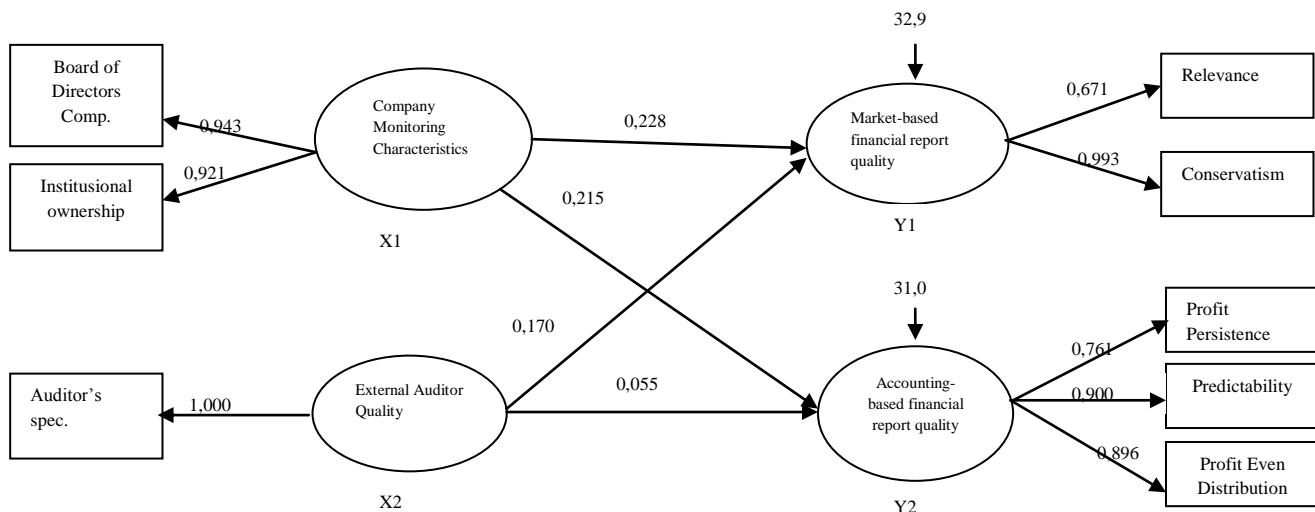 32,9
Board of
Directors
Comp.
0,943
Institusional
ownership
0,921
Company
Monitoring
Characteristics
X1
0,228
0,215
Market-based
financial report
quality
Y1
0,671
Relevance
0,993
Conservatism
31,0
Auditor’s
spec.
1,000
External Auditor
Quality
X2
0,170
0,055
Accounting-
based financial
report quality
Y2
0,761
Profit
Persistence
0,900
Predictability
0,896
Profit Even
Distribution